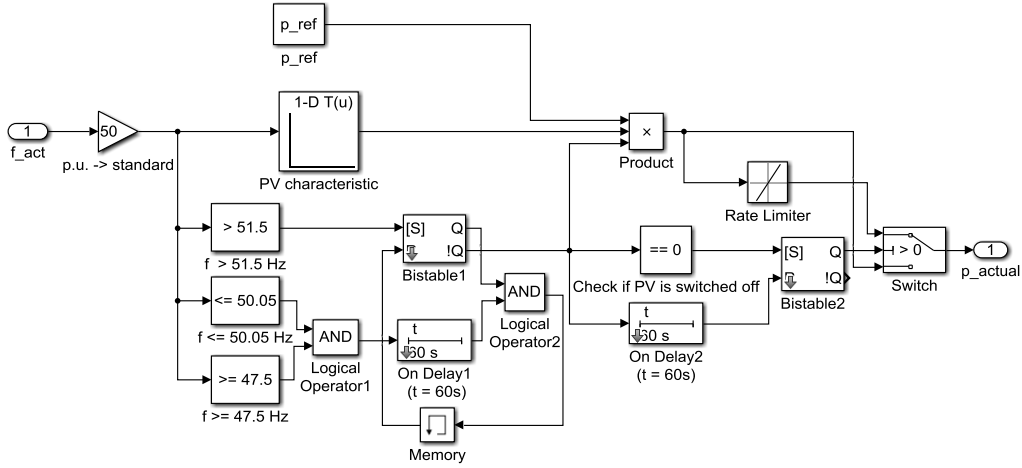 p_ref
p_ref
1-D T(u)
PV characteristic
1
f_act
50
p.u. -> standard
×
Product
Rate Limiter
> 51.5
f > 51.5 Hz
[S]
Q
!Q
Bistable1
== 0
Check if PV is switched off
[S]
Q
!Q
Bistable2
> 0
Switch
1
p_actual
<= 50.05
f <= 50.05 Hz
AND
Logical
Operator1
t
60 s
On Delay1
(t = 60s)
AND
Logical
Operator2
t
60 s
On Delay2
(t = 60s)
>= 47.5
f >= 47.5 Hz
Memory